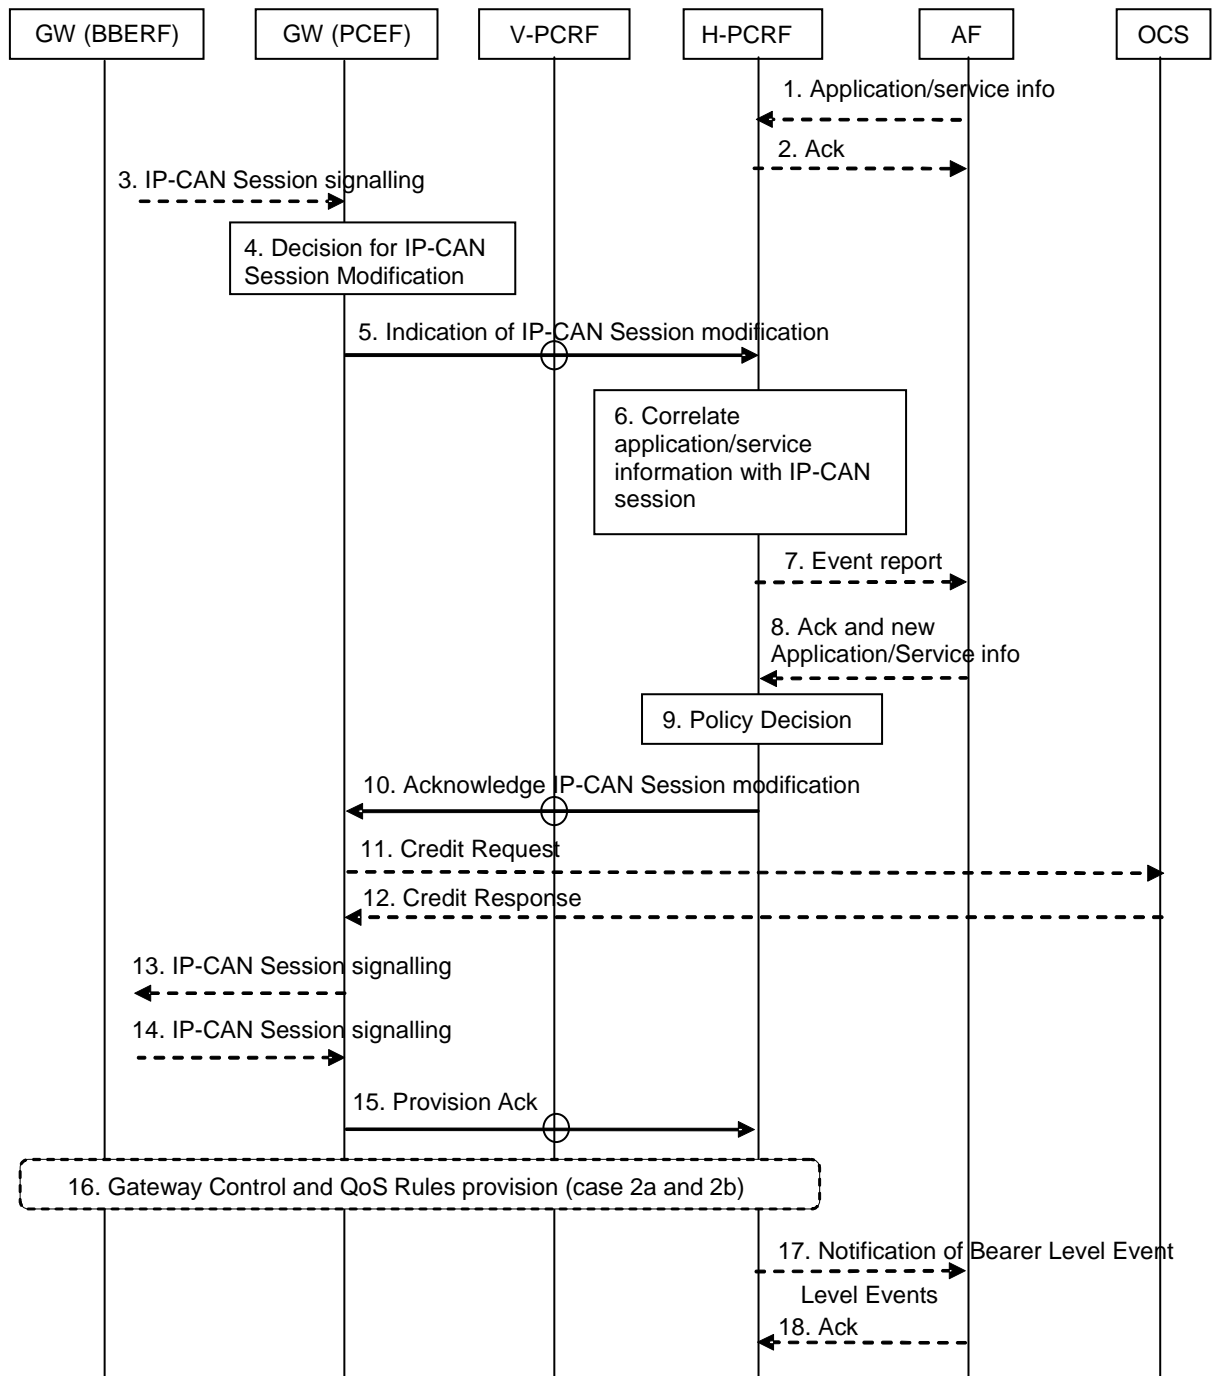 GW (BBERF)
GW (PCEF)
V-PCRF
H-PCRF
AF
OCS
1. Application/service info
2. Ack
3. IP-CAN Session signalling
4. Decision for IP-CAN
Session Modification
5. Indication of IP-CAN Session modification
6. Correlate
application/service
information with IP-CAN
session
7. Event report
8. Ack and new
Application/Service info
9. Policy Decision
10. Acknowledge IP-CAN Session modification
11. Credit Request
12. Credit Response
13. IP-CAN Session signalling
14. IP-CAN Session signalling
15. Provision Ack
16. Gateway Control and QoS Rules provision (case 2a and 2b)
17. Notification of Bearer Level Event
Level Events
18. Ack